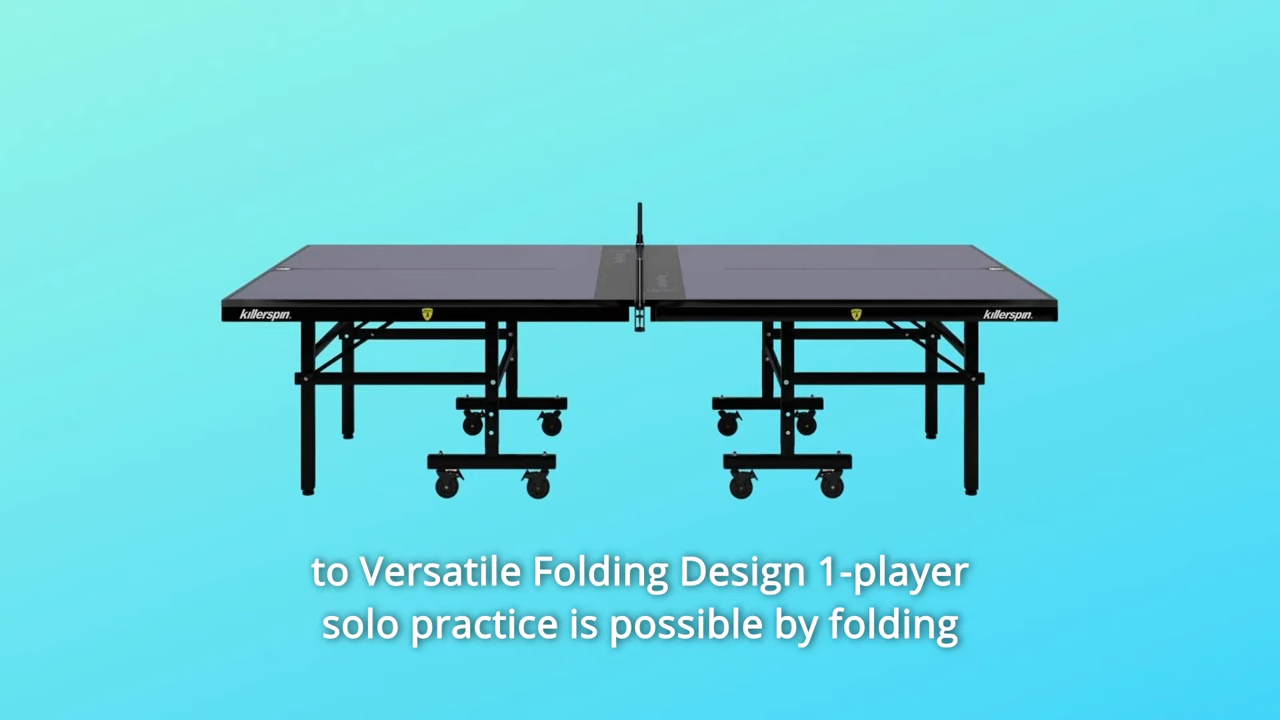 killerspin.
killerspin.
to Versatile Folding Design 1-player
solo practice is possible by folding